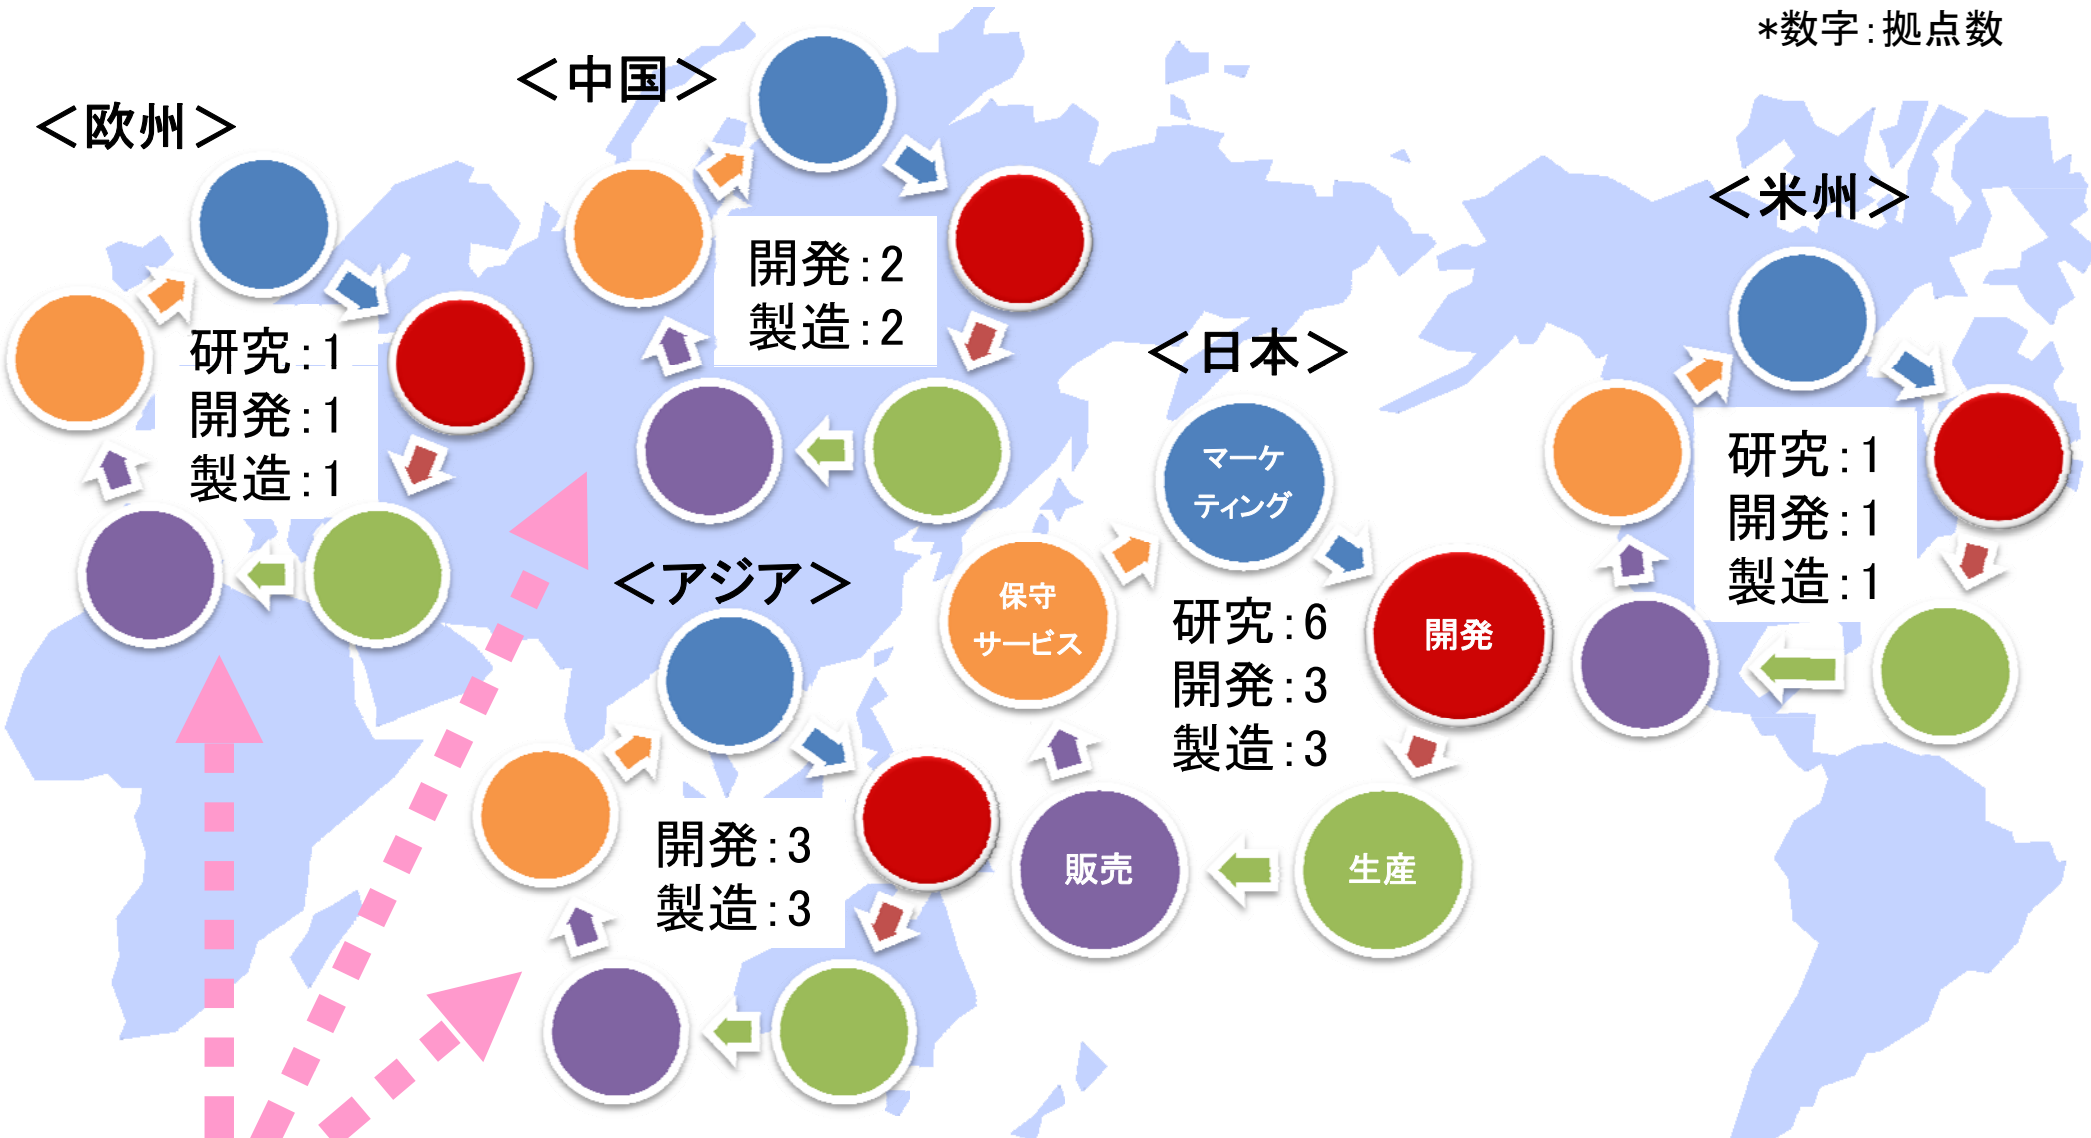 *数字:拠点数
<中国>
開発:2
製造:2
<欧州>
研究:1
開発:1
製造:1
<米州>
研究:1
開発:1
製造:1
<日本>
マーケ
ティング
保守
サービス
開発
研究:6
開発:3
製造:3
販売
生産
<アジア>
開発:3
製造:3